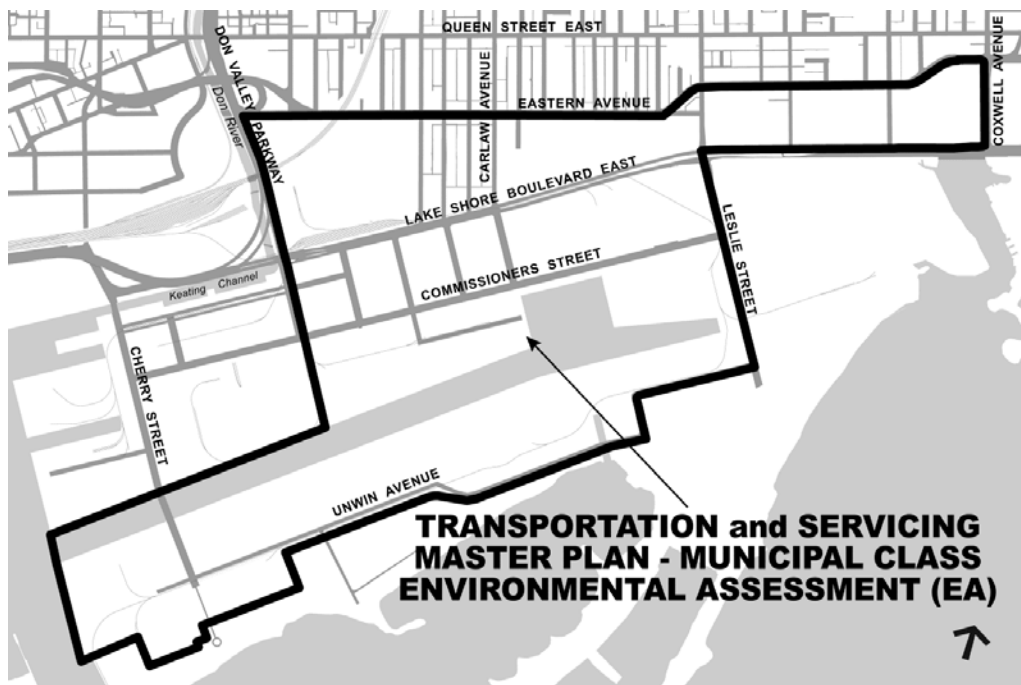 QUEEN STREET EAST
DON VALLEY PARKWAY
Don River
CARLAW AVENUE
EASTERN AVENUE
COXWELL AVENUE
LAKE SHORE BOULEVARD EAST
LESLIE STREET
COMMISSIONERS STREET
Keating Channel
CHERRY STREET
UNWIN AVENUE
TRANSPORTATION and SERVICING
MASTER PLAN - MUNICIPAL CLASS
ENVIRONMENTAL ASSESSMENT (EA)